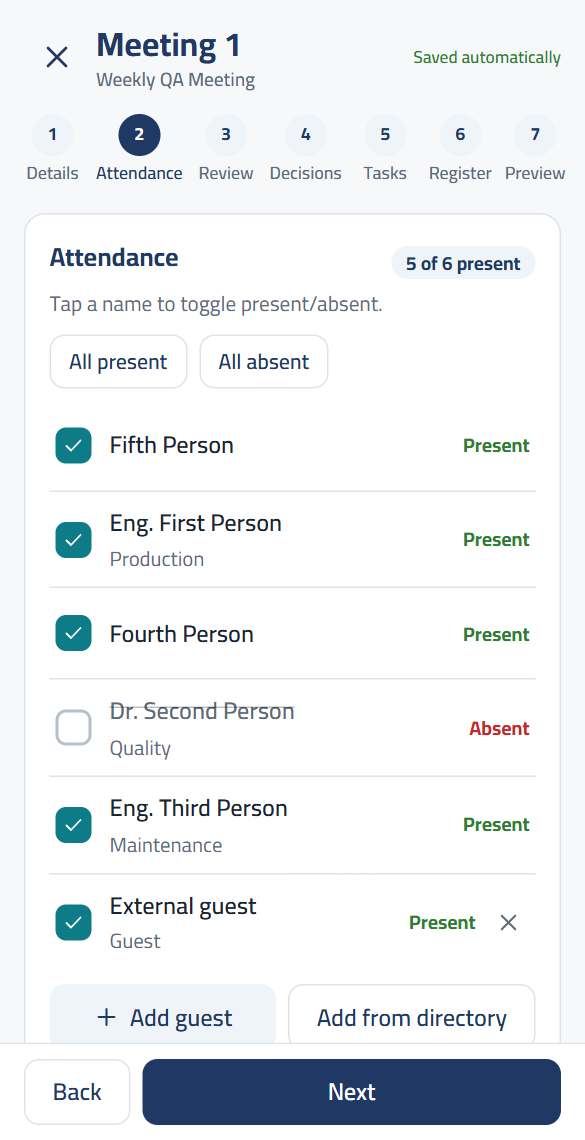 Meeting 1
Weekly QA Meeting
Saved automatically
1 2 3 4 5 6 7
Details Attendance Review Decisions Tasks Register Preview
Attendance
5 of 6 present
Tap a name to toggle present/absent.
All present All absent
Fifth Person Present
Eng. First Person
Production
Present
Fourth Person Present
Dr. Second Person
Quality
Absent
Eng. Third Person
Maintenance
Present
External guest
Guest
Present
+ Add guest Add from directory
Back Next